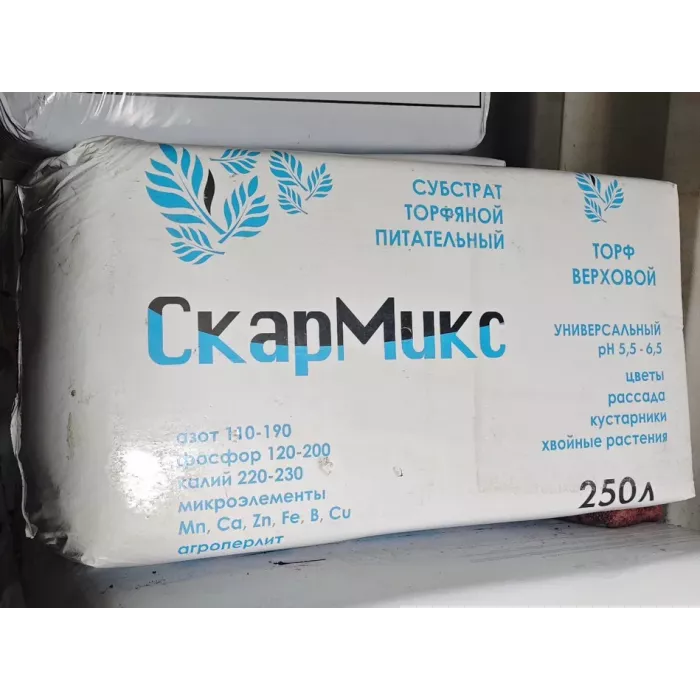 СУБСТРАТ
ТОРФЯНОЙ
ПИТАТЕЛЬНЫЙ
ТОРФ
ВЕРХОВОЙ
СкарМикс
УНИВЕРСАЛЬНЫЙ
pH 5,5 - 6,5
цветы
рассада
кустарники
хвойные растения
азот 110-190
фосфор 120-200
калий 220-230
микроэлементы
Mn, Ca, Zn, Fe, B, Cu
агроперлит
250л